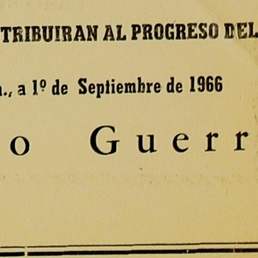 TRIBUIRAN AL PROGRESO DEL
., a 1º de Septiembre de 1966
o Guerr